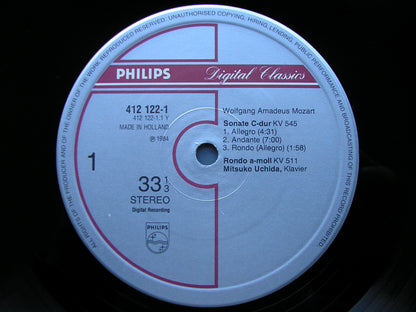 ALL RIGHTS OF THE PRODUCER AND OF THE OWNER OF THE WORK REPRODUCED RESERVED. UNAUTHORISED COPYING, HIRING, LENDING, PUBLIC PERFORMANCE AND BROADCASTING OF THIS RECORD PROHIBITED.
PHILIPS Digital Classics
412 122-1
412 122-1.1 Y
MADE IN HOLLAND
℗ 1984
1
33 1/3
STEREO
Digital Recording
PHILIPS
Wolfgang Amadeus Mozart
Sonate C-dur KV 545
1. Allegro (4:31)
2. Andante (7:00)
3. Rondo (Allegro) (1:58)
Rondo a-moll KV 511
Mitsuko Uchida, Klavier